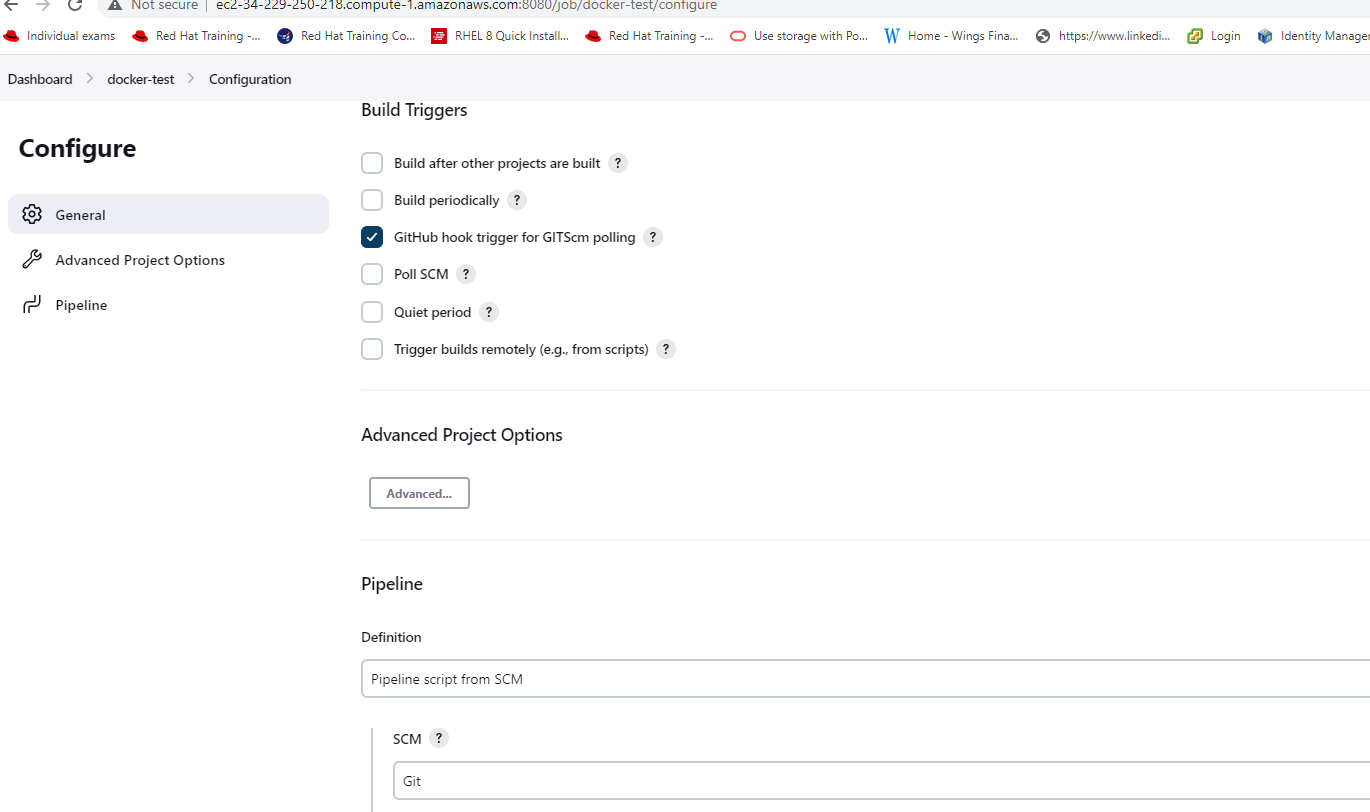 Not secure | ec2-34-229-250-218.compute-1.amazonaws.com:8080/job/docker-test/configure
Individual exams Red Hat Training -... Red Hat Training Co... RHEL 8 Quick Install... Red Hat Training -... Use storage with Po... Home - Wings Fina... https://www.linkedi... Login Identity Manager
Dashboard > docker-test > Configuration
Configure
General
Advanced Project Options
Pipeline
Build Triggers
Build after other projects are built ?
Build periodically ?
GitHub hook trigger for GITScm polling ?
Poll SCM ?
Quiet period ?
Trigger builds remotely (e.g., from scripts) ?
Advanced Project Options
Advanced...
Pipeline
Definition
Pipeline script from SCM
SCM ?
Git